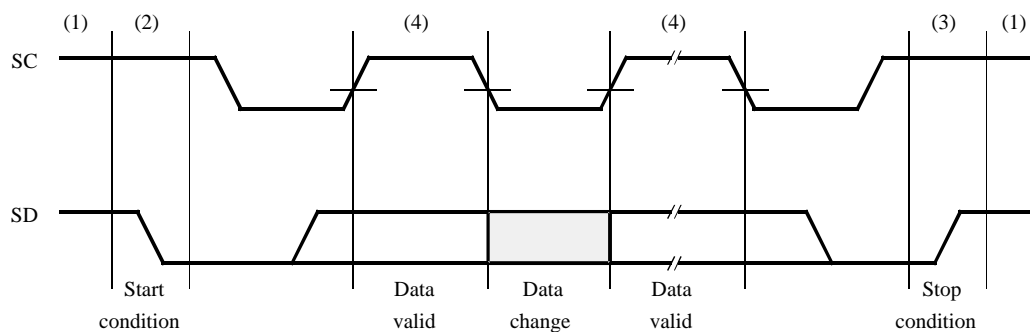 (1) (2) (4) (4) (3) (1)
SC
SD
Start Data Data Data Stop
condition valid change valid condition